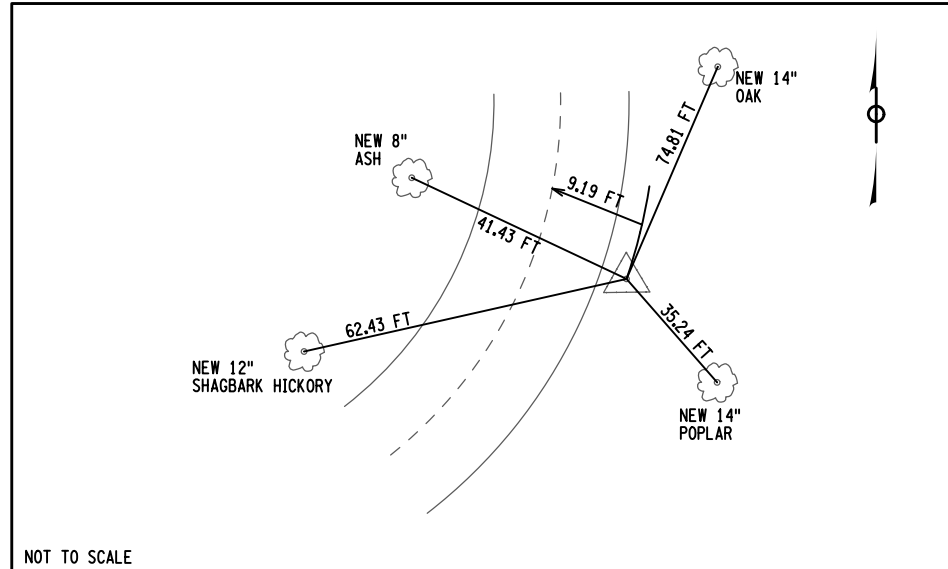 NEW 14"
OAK
NEW 8"
ASH
74.81 FT
9.19 FT
41.43 FT
62.43 FT
35.24 FT
NEW 12"
SHAGBARK HICKORY
NEW 14"
POPLAR
NOT TO SCALE